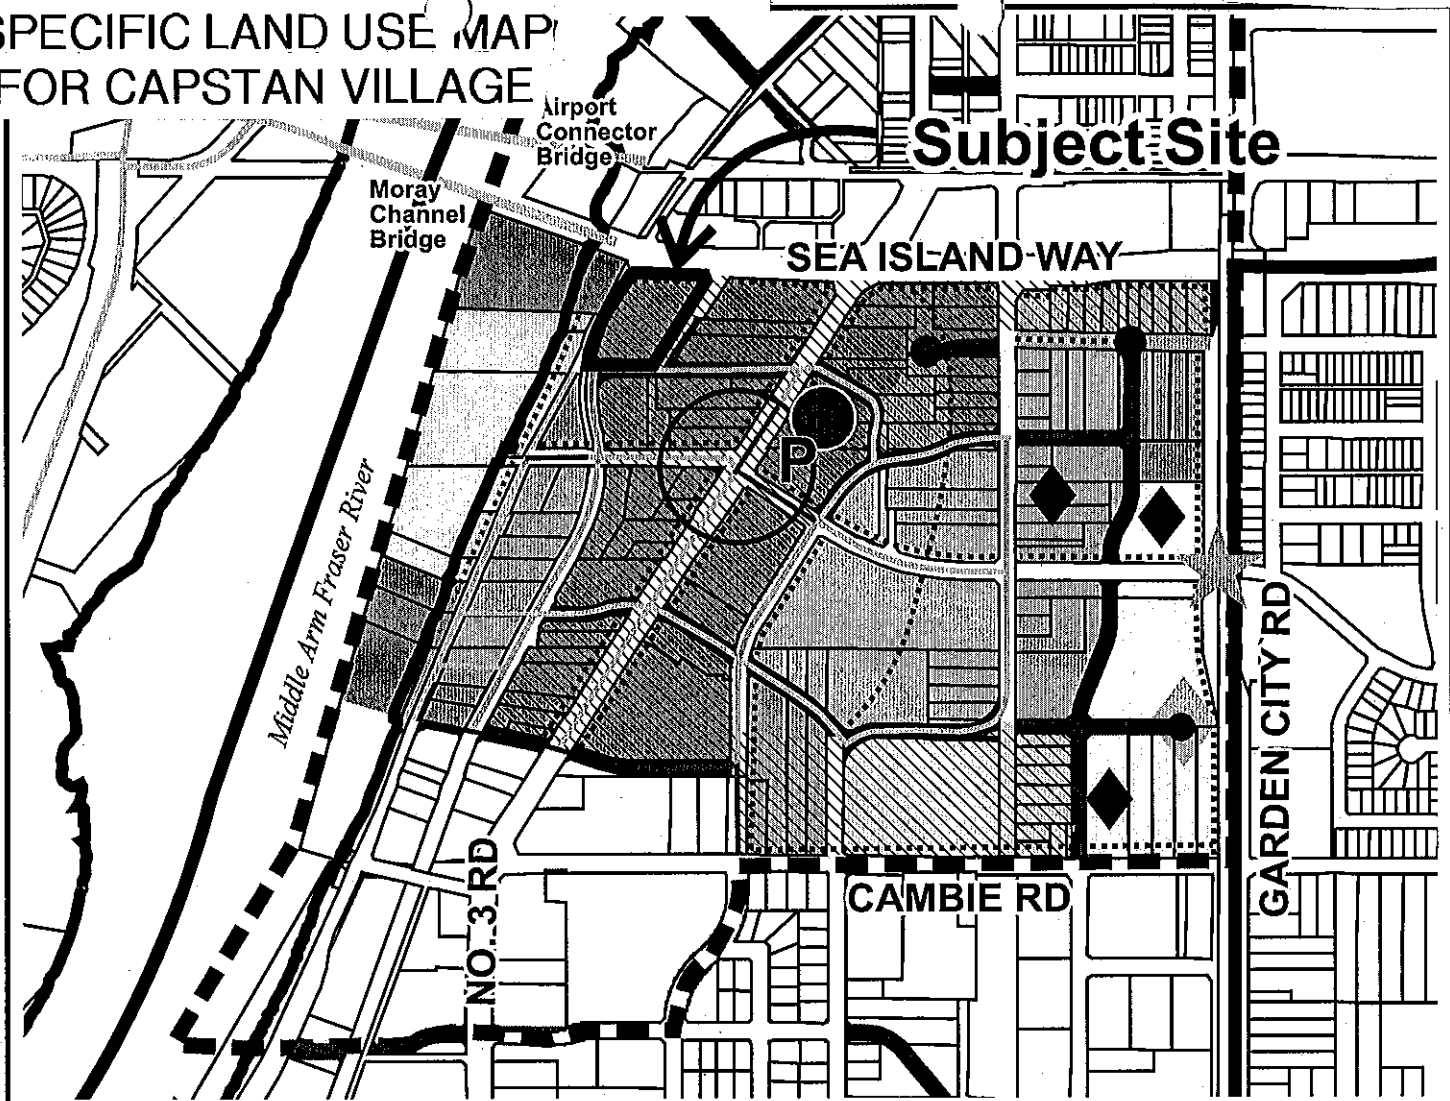 SPECIFIC LAND USE MAP
FOR CAPSTAN VILLAGE
Airport
Connector
Bridge
Subject Site
Moray
Channel
Bridge
SEA ISLAND WAY
P
Middle Arm Fraser River
GARDEN CITY RD
CAMBIE RD
NO. 3 RD